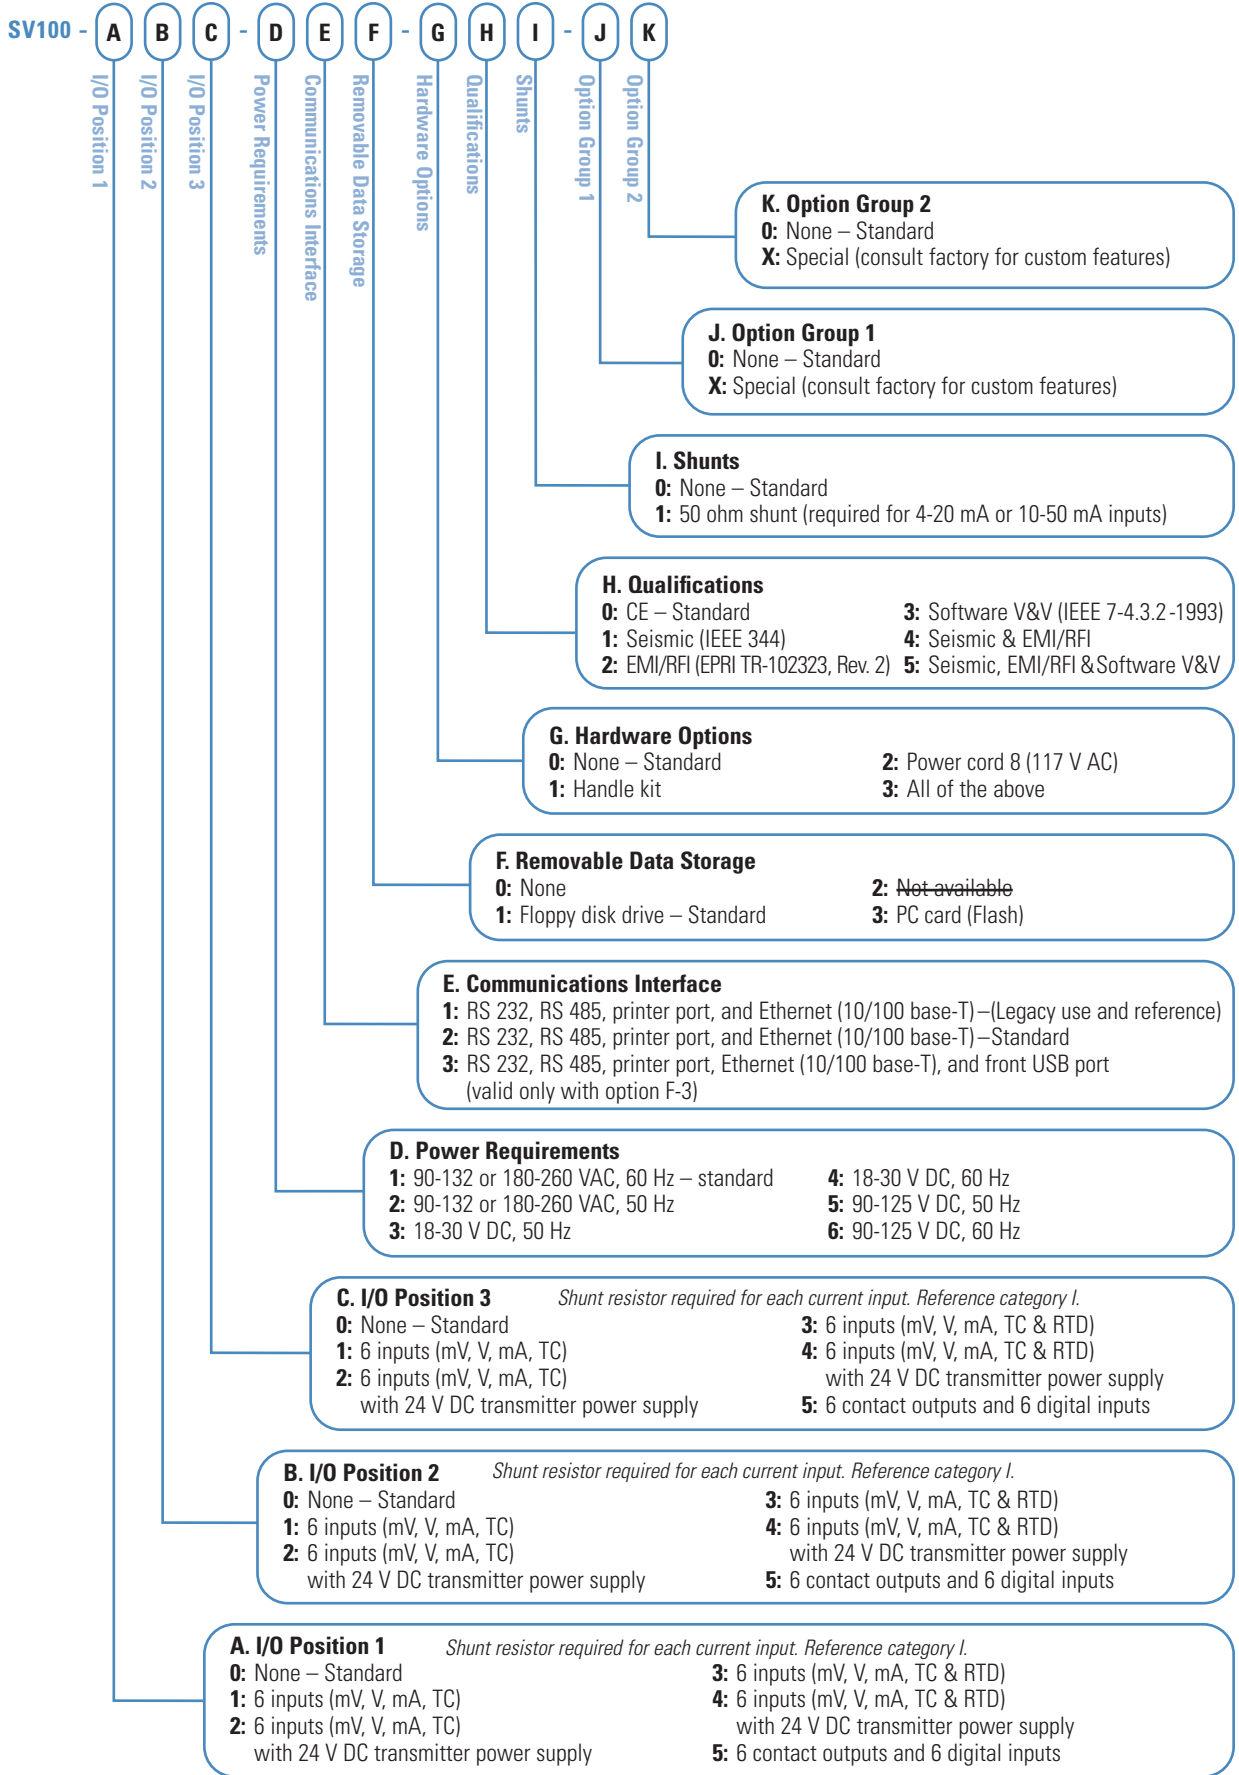 SV100 - A B C - D E F - G H I - J K
I/O Position 1
I/O Position 2
I/O Position 3
Power Requirements
Communications Interface
Removable Data Storage
Hardware Options
Qualifications
Shunts
Option Group 1
Option Group 2
K. Option Group 2
0: None – Standard
X: Special (consult factory for custom features)
J. Option Group 1
0: None – Standard
X: Special (consult factory for custom features)
I. Shunts
0: None – Standard
1: 50 ohm shunt (required for 4-20 mA or 10-50 mA inputs)
H. Qualifications
0: CE – Standard
1: Seismic (IEEE 344)
2: EMI/RFI (EPRI TR-102323, Rev. 2)
3: Software V&V (IEEE 7-4.3.2-1993)
4: Seismic & EMI/RFI
5: Seismic, EMI/RFI & Software V&V
G. Hardware Options
0: None – Standard
1: Handle kit
2: Power cord 8 (117 V AC)
3: All of the above
F. Removable Data Storage
0: None
1: Floppy disk drive – Standard
2: Not available
3: PC card (Flash)
E. Communications Interface
1: RS 232, RS 485, printer port, and Ethernet (10/100 base-T) – (Legacy use and reference)
2: RS 232, RS 485, printer port, and Ethernet (10/100 base-T) – Standard
3: RS 232, RS 485, printer port, Ethernet (10/100 base-T), and front USB port
(valid only with option F-3)
D. Power Requirements
1: 90-132 or 180-260 VAC, 60 Hz – standard
2: 90-132 or 180-260 VAC, 50 Hz
3: 18-30 V DC, 50 Hz
4: 18-30 V DC, 60 Hz
5: 90-125 V DC, 50 Hz
6: 90-125 V DC, 60 Hz
C. I/O Position 3 Shunt resistor required for each current input. Reference category I.
0: None – Standard
1: 6 inputs (mV, V, mA, TC)
2: 6 inputs (mV, V, mA, TC)
with 24 V DC transmitter power supply
3: 6 inputs (mV, V, mA, TC & RTD)
4: 6 inputs (mV, V, mA, TC & RTD)
with 24 V DC transmitter power supply
5: 6 contact outputs and 6 digital inputs
B. I/O Position 2 Shunt resistor required for each current input. Reference category I.
0: None – Standard
1: 6 inputs (mV, V, mA, TC)
2: 6 inputs (mV, V, mA, TC)
with 24 V DC transmitter power supply
3: 6 inputs (mV, V, mA, TC & RTD)
4: 6 inputs (mV, V, mA, TC & RTD)
with 24 V DC transmitter power supply
5: 6 contact outputs and 6 digital inputs
A. I/O Position 1 Shunt resistor required for each current input. Reference category I.
0: None – Standard
1: 6 inputs (mV, V, mA, TC)
2: 6 inputs (mV, V, mA, TC)
with 24 V DC transmitter power supply
3: 6 inputs (mV, V, mA, TC & RTD)
4: 6 inputs (mV, V, mA, TC & RTD)
with 24 V DC transmitter power supply
5: 6 contact outputs and 6 digital inputs